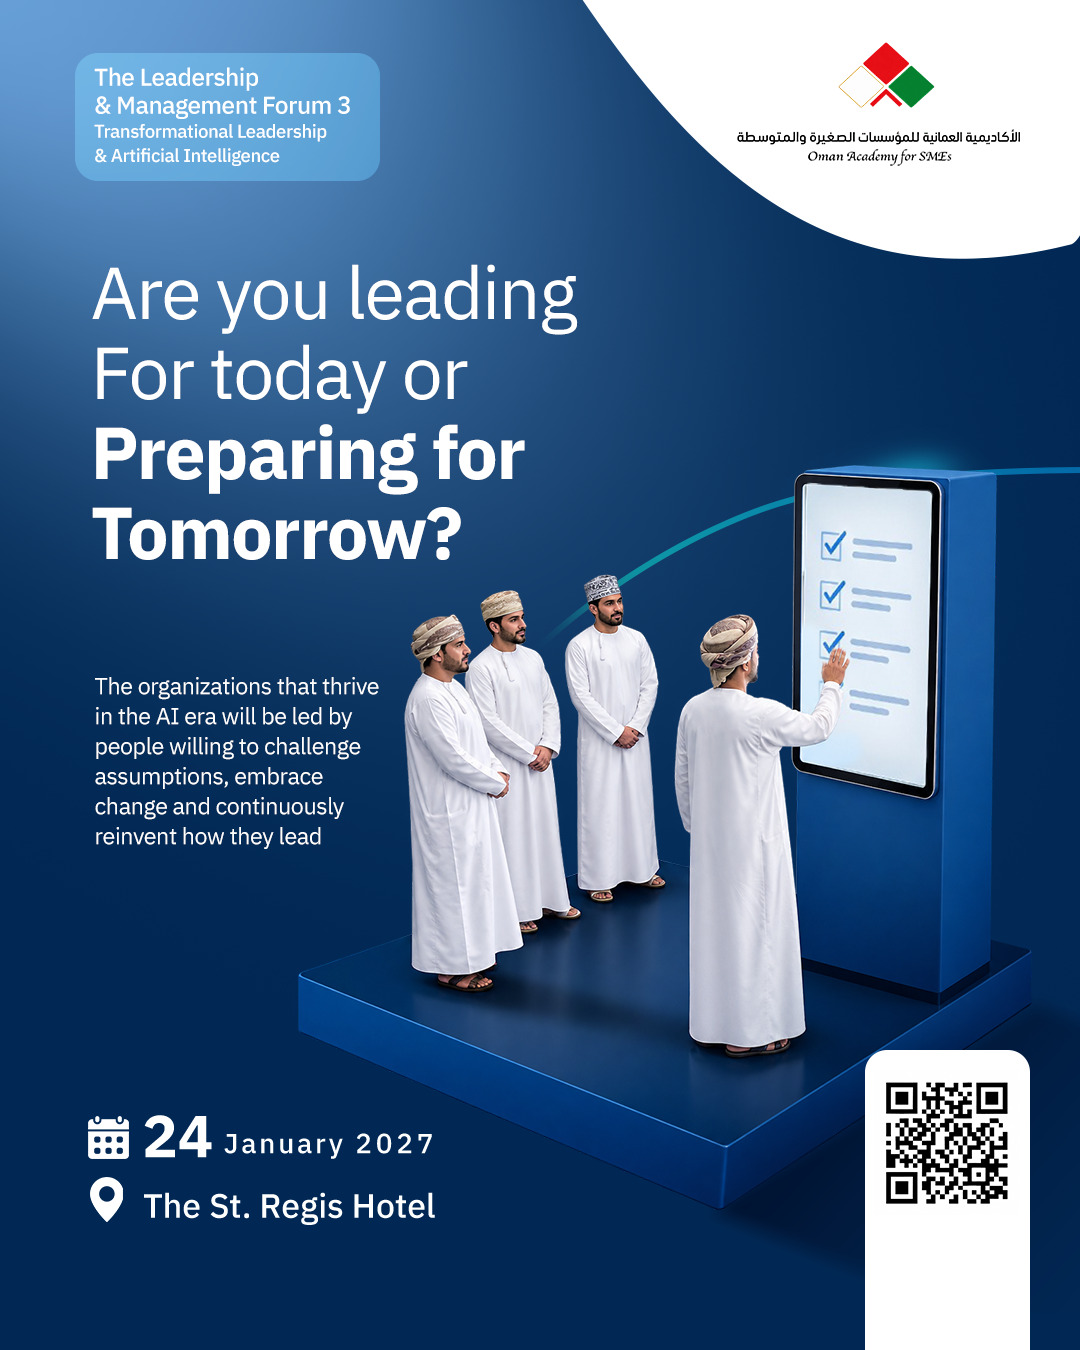 The Leadership
& Management Forum 3
Transformational Leadership
& Artificial Intelligence
الأكاديمية العمانية للمؤسسات الصغيرة والمتوسطة
Oman Academy for SMEs
Are you leading
For today or
Preparing for
Tomorrow?
The organizations that thrive
in the AI era will be led by
people willing to challenge
assumptions, embrace
change and continuously
reinvent how they lead
24 January 2027
The St. Regis Hotel